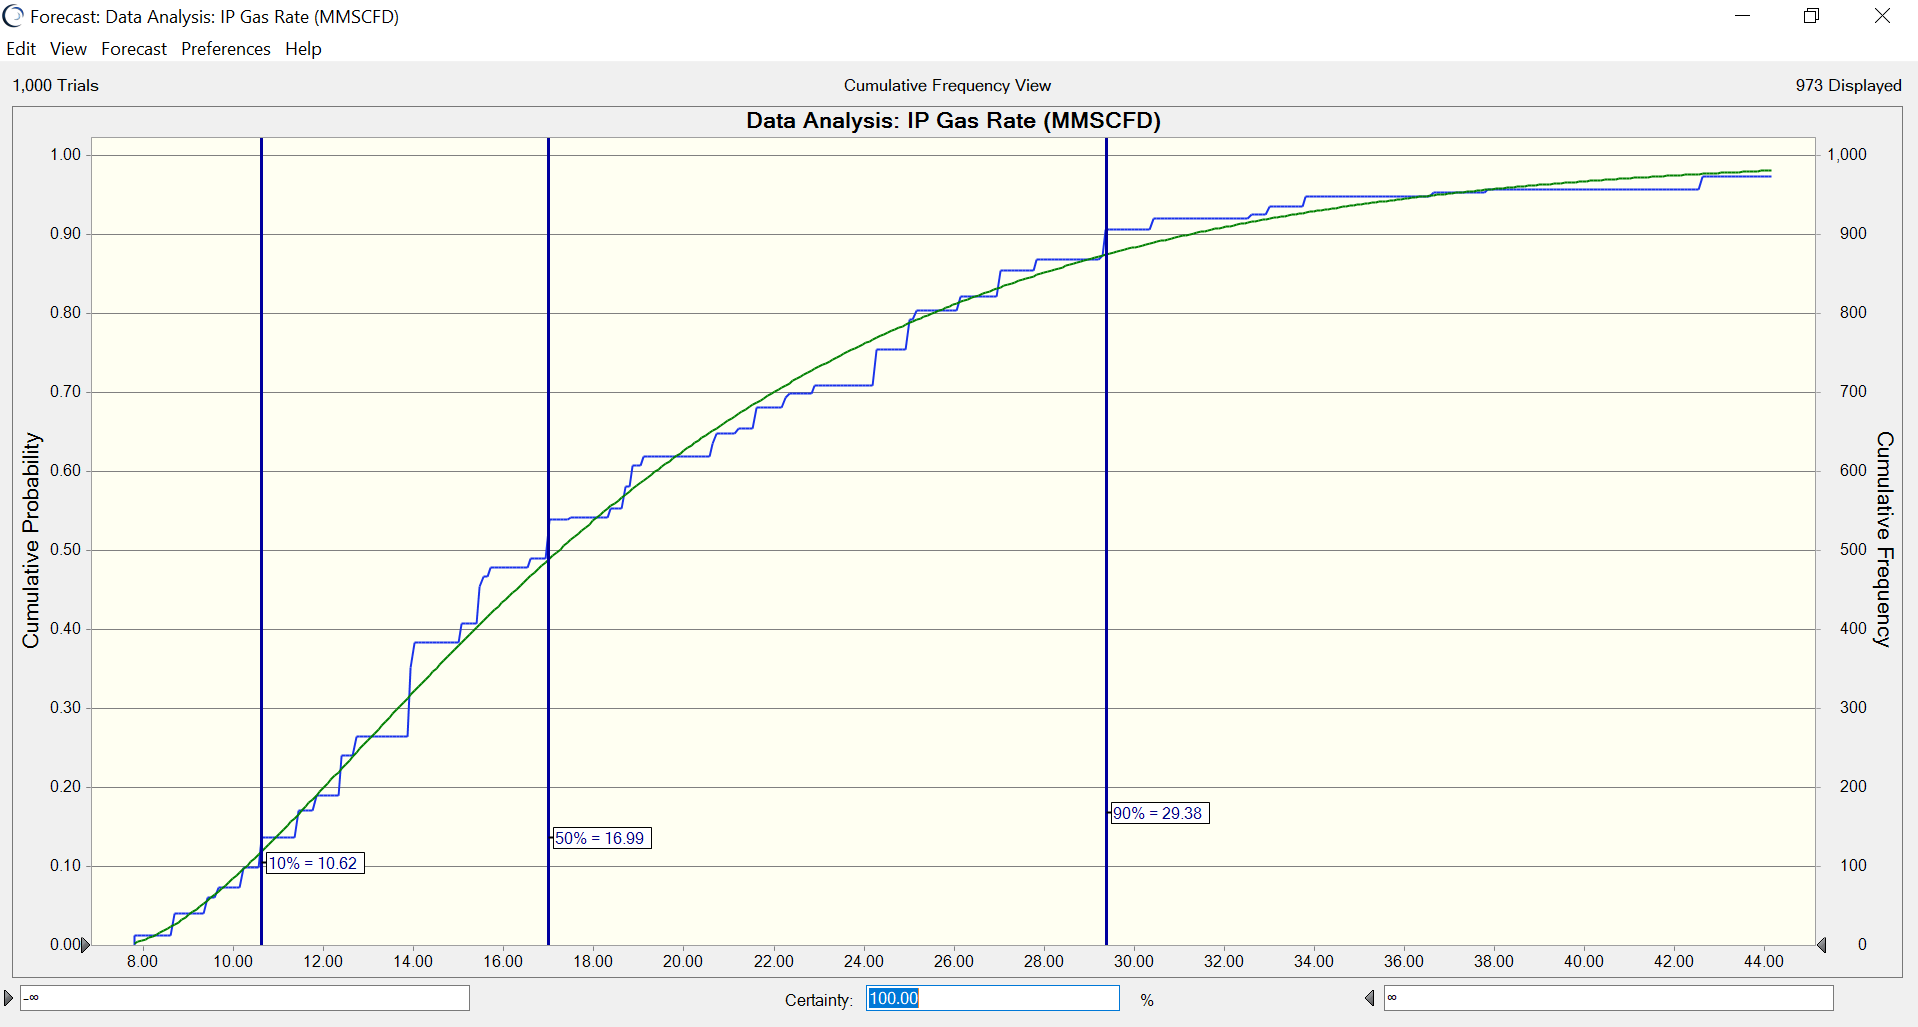 Forecast: Data Analysis: IP Gas Rate (MMSCFD)
Edit View Forecast Preferences Help
1,000 Trials Cumulative Frequency View 973 Displayed
Data Analysis: IP Gas Rate (MMSCFD)
Cumulative Probability
1.00
0.90
0.80
0.70
0.60
0.50
0.40
0.30
0.20
0.10
0.00
10% = 10.62
50% = 16.99
90% = 29.38
1,000
900
800
700
600
500
400
300
200
100
0
Cumulative Frequency
8.00 10.00 12.00 14.00 16.00 18.00 20.00 22.00 24.00 26.00 28.00 30.00 32.00 34.00 36.00 38.00 40.00 42.00 44.00
-∞ Certainty: 100.00 % ∞